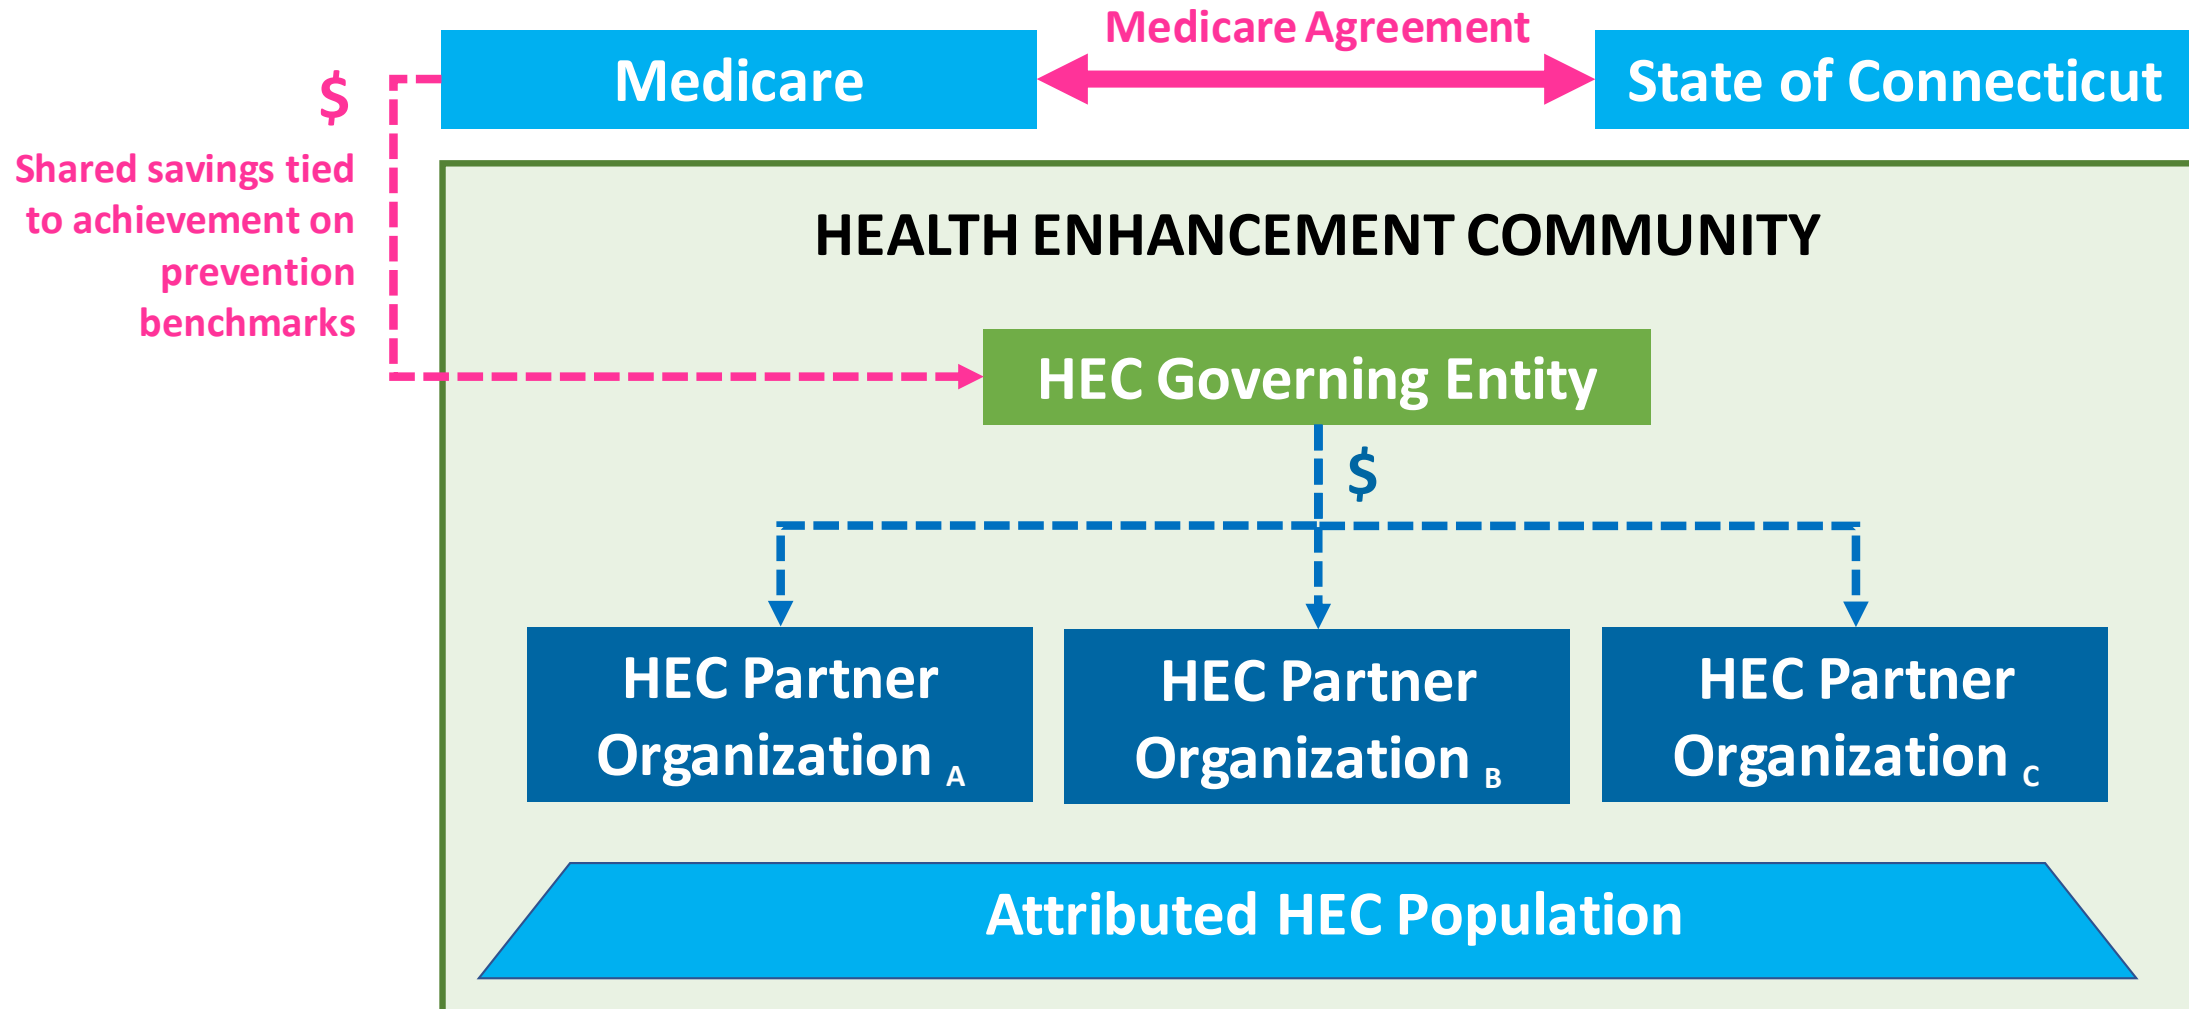 Medicare Agreement
Medicare
State of Connecticut
$
Shared savings tied
to achievement on
prevention
benchmarks
HEALTH ENHANCEMENT COMMUNITY
HEC Governing Entity
$
HEC Partner
Organization A
HEC Partner
Organization B
HEC Partner
Organization C
Attributed HEC Population